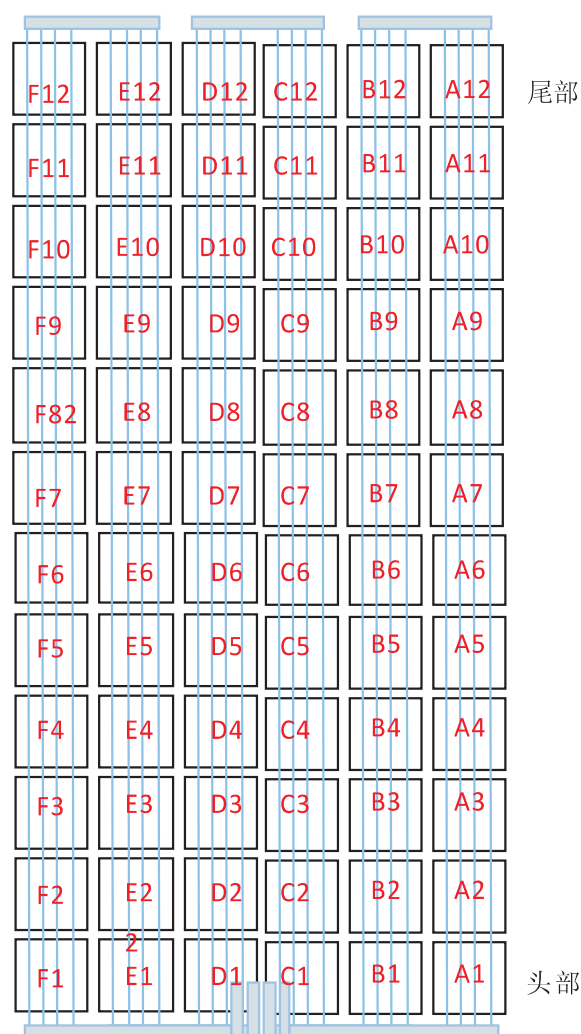 F12 E12 D12 C12 B12 A12 尾部
F11 E11 D11 C11 B11 A11
F10 E10 D10 C10 B10 A10
F9 E9 D9 C9 B9 A9
F82 E8 D8 C8 B8 A8
F7 E7 D7 C7 B7 A7
F6 E6 D6 C6 B6 A6
F5 E5 D5 C5 B5 A5
F4 E4 D4 C4 B4 A4
F3 E3 D3 C3 B3 A3
F2 E2 D2 C2 B2 A2
2
F1 E1 D1 C1 B1 A1 头部